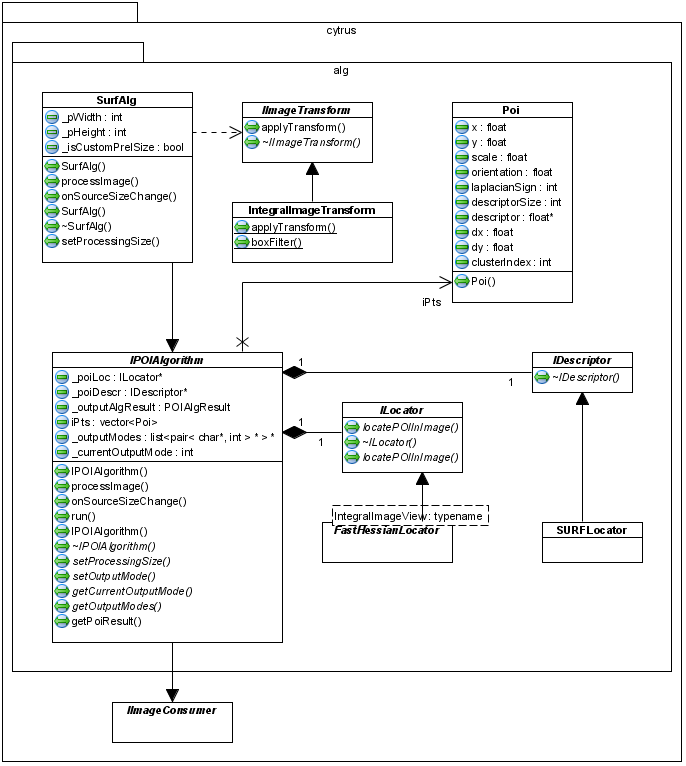 cytrus
alg
SurfAlg
_pWidth : int
_pHeight : int
_isCustomPrelSize : bool
SurfAlg()
processImage()
onSourceSizeChange()
SurfAlg()
~SurfAlg()
setProcessingSize()
IImageTransform
applyTransform()
~IImageTransform()
IntegralImageTransform
applyTransform()
boxFilter()
Poi
x : float
y : float
scale : float
orientation : float
laplacianSign : int
descriptorSize : int
descriptor : float*
dx : float
dy : float
clusterIndex : int
Poi()
iPts
IPOIAlgorithm
_poiLoc : ILocator*
_poiDescr : IDescriptor*
_outputAlgResult : POIAlgResult
iPts : vector<Poi>
_outputModes : list<pair< char*, int > * > *
_currentOutputMode : int
IPOIAlgorithm()
processImage()
onSourceSizeChange()
run()
IPOIAlgorithm()
~IPOIAlgorithm()
setProcessingSize()
setOutputMode()
getCurrentOutputMode()
getOutputModes()
getPoiResult()
1
1
IDescriptor
~IDescriptor()
1
1
ILocator
locatePOIInImage()
~ILocator()
locatePOIInImage()
IntegralImageView: typename
FastHessianLocator
SURFLocator
IImageConsumer